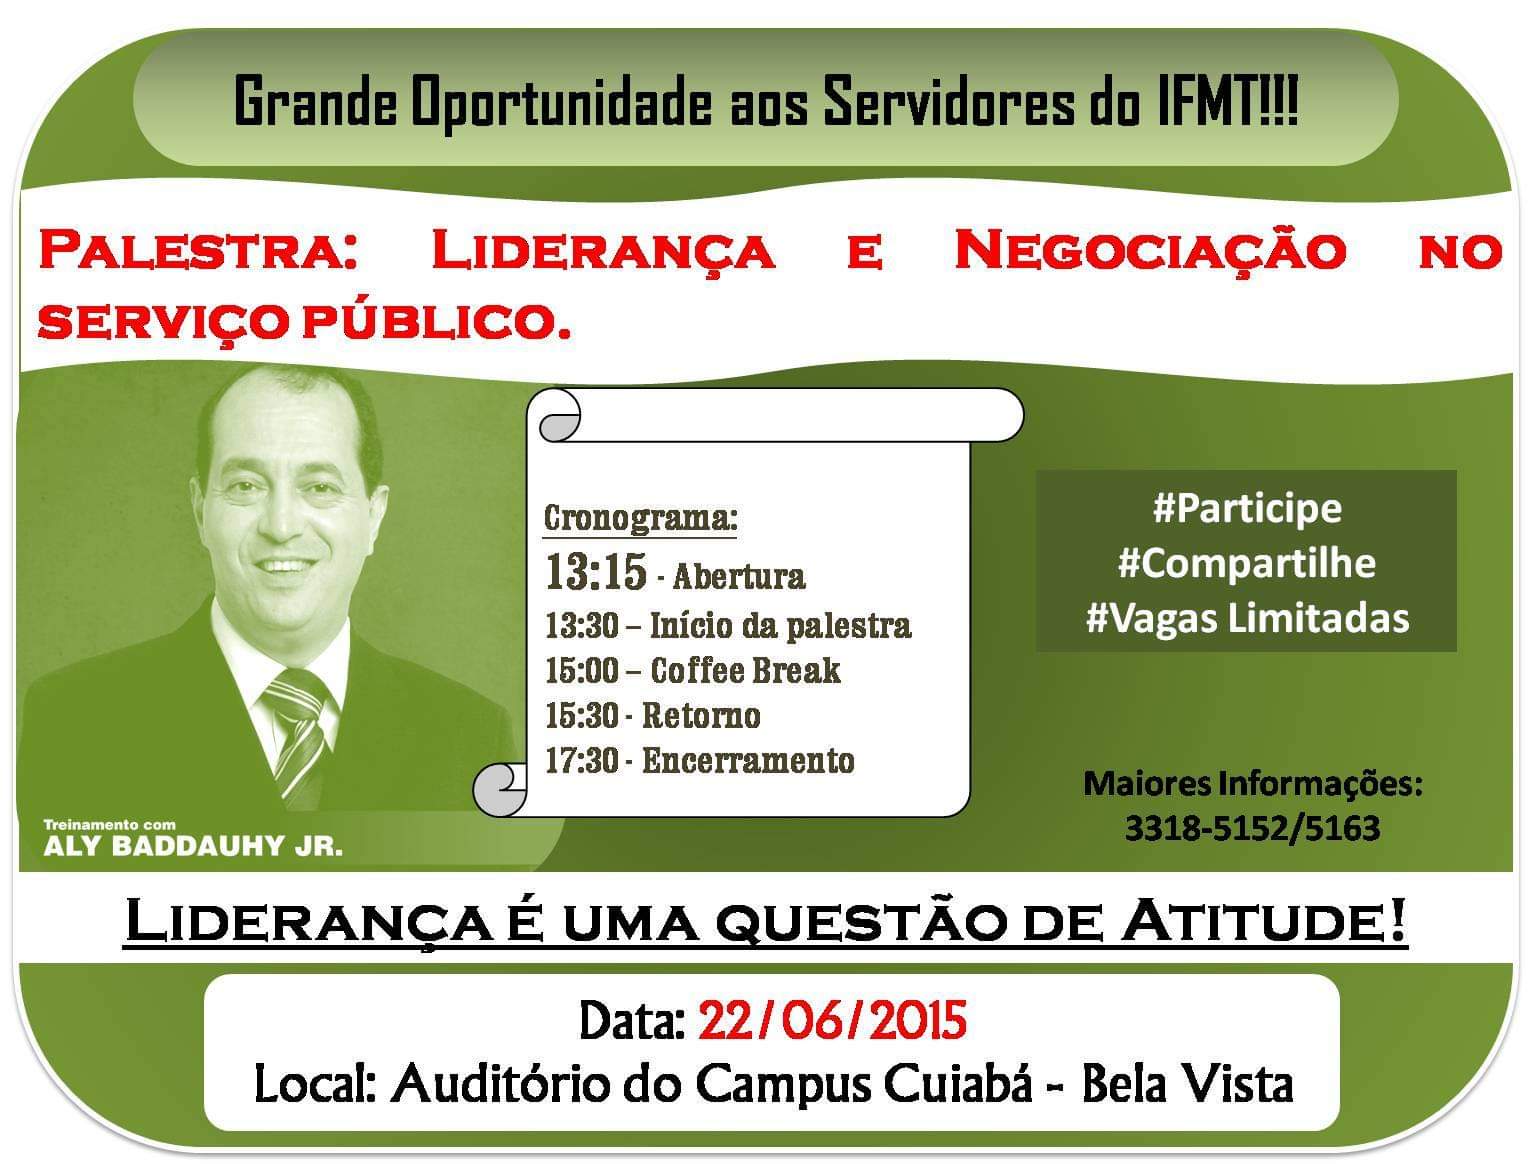 Grande Oportunidade aos Servidores do IFMT!!!
Palestra: Liderança e Negociação no
serviço público.
Cronograma:
13:15 - Abertura
13:30 – Início da palestra
15:00 – Coffee Break
15:30 - Retorno
17:30 - Encerramento
#Participe
#Compartilhe
#Vagas Limitadas
Maiores Informações:
3318-5152/5163
Treinamento com
ALY BADDAUHY JR.
Liderança é uma questão de Atitude!
Data: 22/06/2015
Local: Auditório do Campus Cuiabá - Bela Vista